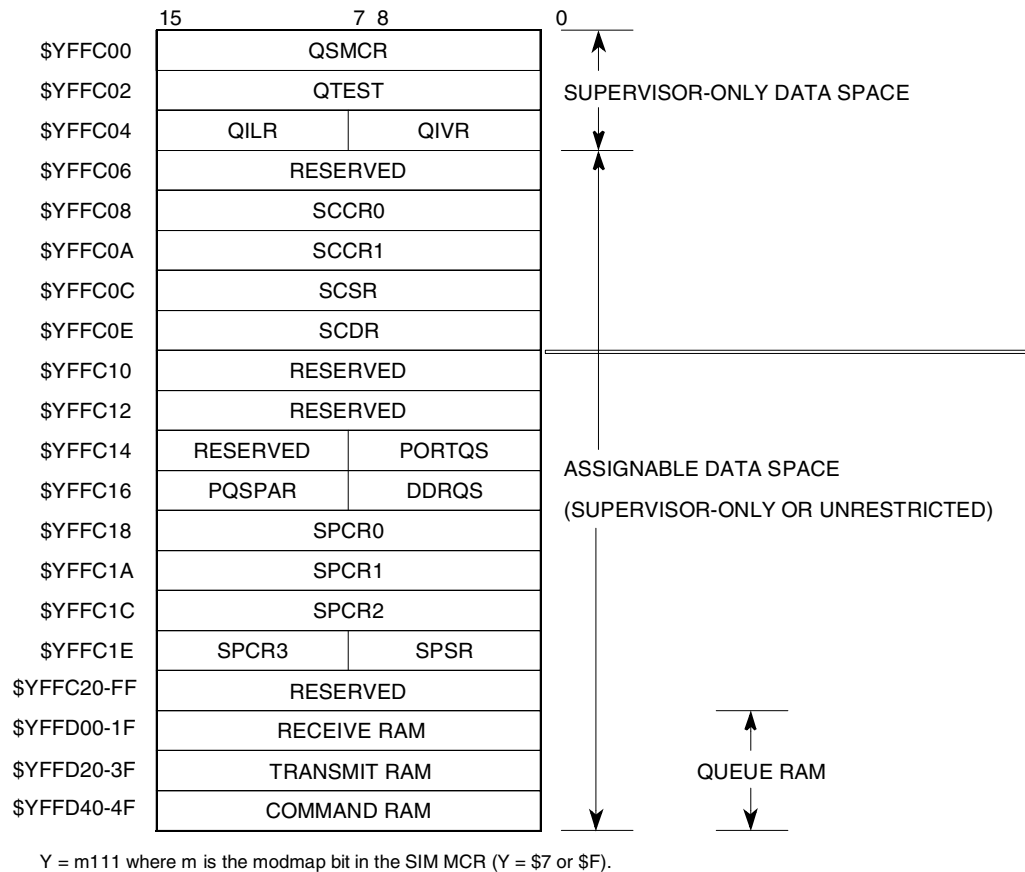 15 7 8 0
$YFFC00 QSMCR
$YFFC02 QTEST SUPERVISOR-ONLY DATA SPACE
$YFFC04 QILR QIVR
$YFFC06 RESERVED
$YFFC08 SCCR0
$YFFC0A SCCR1
$YFFC0C SCSR
$YFFC0E SCDR
$YFFC10 RESERVED
$YFFC12 RESERVED
$YFFC14 RESERVED PORTQS
ASSIGNABLE DATA SPACE
$YFFC16 PQSPAR DDRQS
(SUPERVISOR-ONLY OR UNRESTRICTED)
$YFFC18 SPCR0
$YFFC1A SPCR1
$YFFC1C SPCR2
$YFFC1E SPCR3 SPSR
$YFFC20-FF RESERVED
$YFFD00-1F RECEIVE RAM
$YFFD20-3F TRANSMIT RAM QUEUE RAM
$YFFD40-4F COMMAND RAM
Y = m111 where m is the modmap bit in the SIM MCR (Y = $7 or $F).